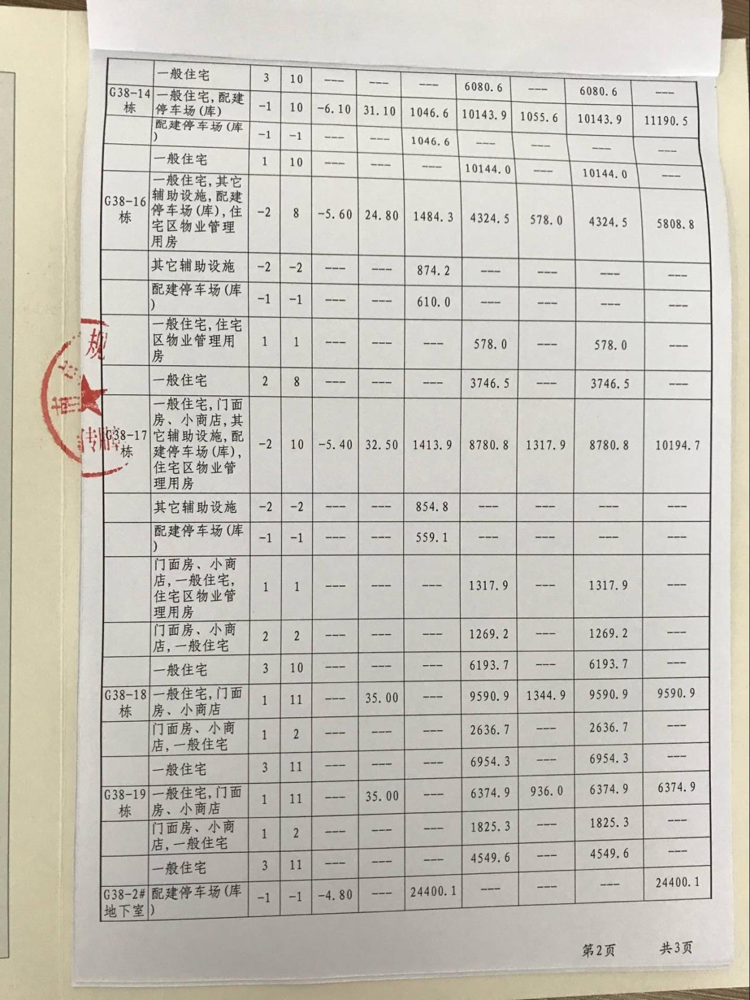 一般住宅 3 10 --- --- --- 6080.6 --- 6080.6 ---
G38-14栋 一般住宅,配建停车场(库) -1 10 -6.10 31.10 1046.6 10143.9 1055.6 10143.9 11190.5
配建停车场(库) -1 -1 --- --- 1046.6 --- --- --- ---
一般住宅 1 10 --- --- --- 10144.0 --- 10144.0 ---
G38-16栋 一般住宅,其它辅助设施,配建停车场(库),住宅区物业管理用房 -2 8 -5.60 24.80 1484.3 4324.5 578.0 4324.5 5808.8
其它辅助设施 -2 -2 --- --- 874.2 --- --- --- ---
配建停车场(库) -1 -1 --- --- 610.0 --- --- --- ---
一般住宅,住宅区物业管理用房 1 1 --- --- --- 578.0 --- 578.0 ---
一般住宅 2 8 --- --- --- 3746.5 --- 3746.5 ---
G38-17栋 一般住宅,门面房、小商店,其它辅助设施,配建停车场(库),住宅区物业管理用房 -2 10 -5.40 32.50 1413.9 8780.8 1317.9 8780.8 10194.7
其它辅助设施 -2 -2 --- --- 854.8 --- --- --- ---
配建停车场(库) -1 -1 --- --- 559.1 --- --- --- ---
门面房、小商店,一般住宅,住宅区物业管理用房 1 1 --- --- --- 1317.9 --- 1317.9 ---
门面房、小商店,一般住宅 2 2 --- --- --- 1269.2 --- 1269.2 ---
一般住宅 3 10 --- --- --- 6193.7 --- 6193.7 ---
G38-18栋 一般住宅,门面房、小商店 1 11 --- 35.00 --- 9590.9 1344.9 9590.9 9590.9
门面房、小商店,一般住宅 1 2 --- --- --- 2636.7 --- 2636.7 ---
一般住宅 3 11 --- --- --- 6954.3 --- 6954.3 ---
G38-19栋 一般住宅,门面房、小商店 1 11 --- 35.00 --- 6374.9 936.0 6374.9 6374.9
门面房、小商店,一般住宅 1 2 --- --- --- 1825.3 --- 1825.3 ---
一般住宅 3 11 --- --- --- 4549.6 --- 4549.6 ---
G38-2#地下室 配建停车场(库) -1 -1 -4.80 --- 24400.1 --- --- --- 24400.1
规
专用章
第2页 共3页